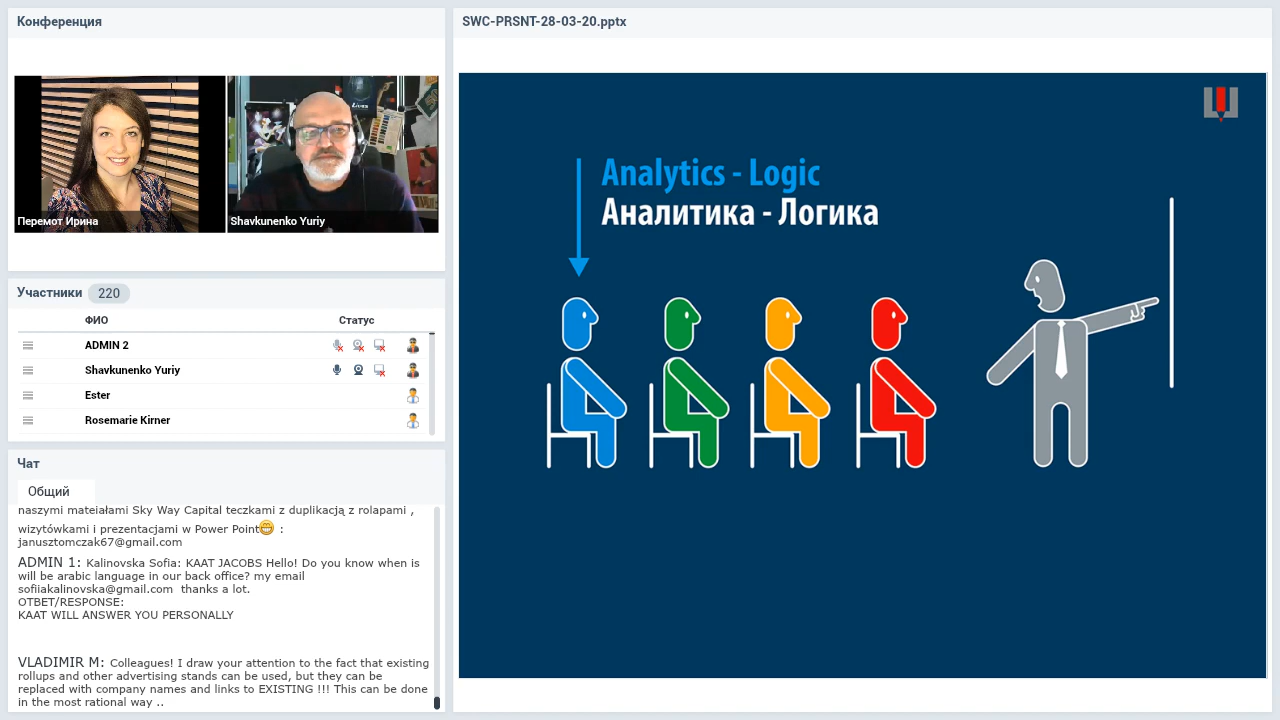 Конференция
Перемот Ирина
Shavkunenko Yuriy
Участники 220
ФИО Статус
ADMIN 2
Shavkunenko Yuriy
Ester
Rosemarie Kirner
Чат
Общий
naszymi mateiałami Sky Way Capital teczkami z duplikacją z rolapami ,
wizytówkami i prezentacjami w Power Point :
janusztomczak67@gmail.com
ADMIN 1: Kalinovska Sofia: KAAT JACOBS Hello! Do you know when is
will be arabic language in our back office? my email
sofiiakalinovska@gmail.com thanks a lot.
ОТВЕТ/RESPONSE:
KAAT WILL ANSWER YOU PERSONALLY
VLADIMIR M: Colleagues! I draw your attention to the fact that existing
rollups and other advertising stands can be used, but they can be
replaced with company names and links to EXISTING !!! This can be done
in the most rational way ..
SWC-PRSNT-28-03-20.pptx
Analytics - Logic
Аналитика - Логика